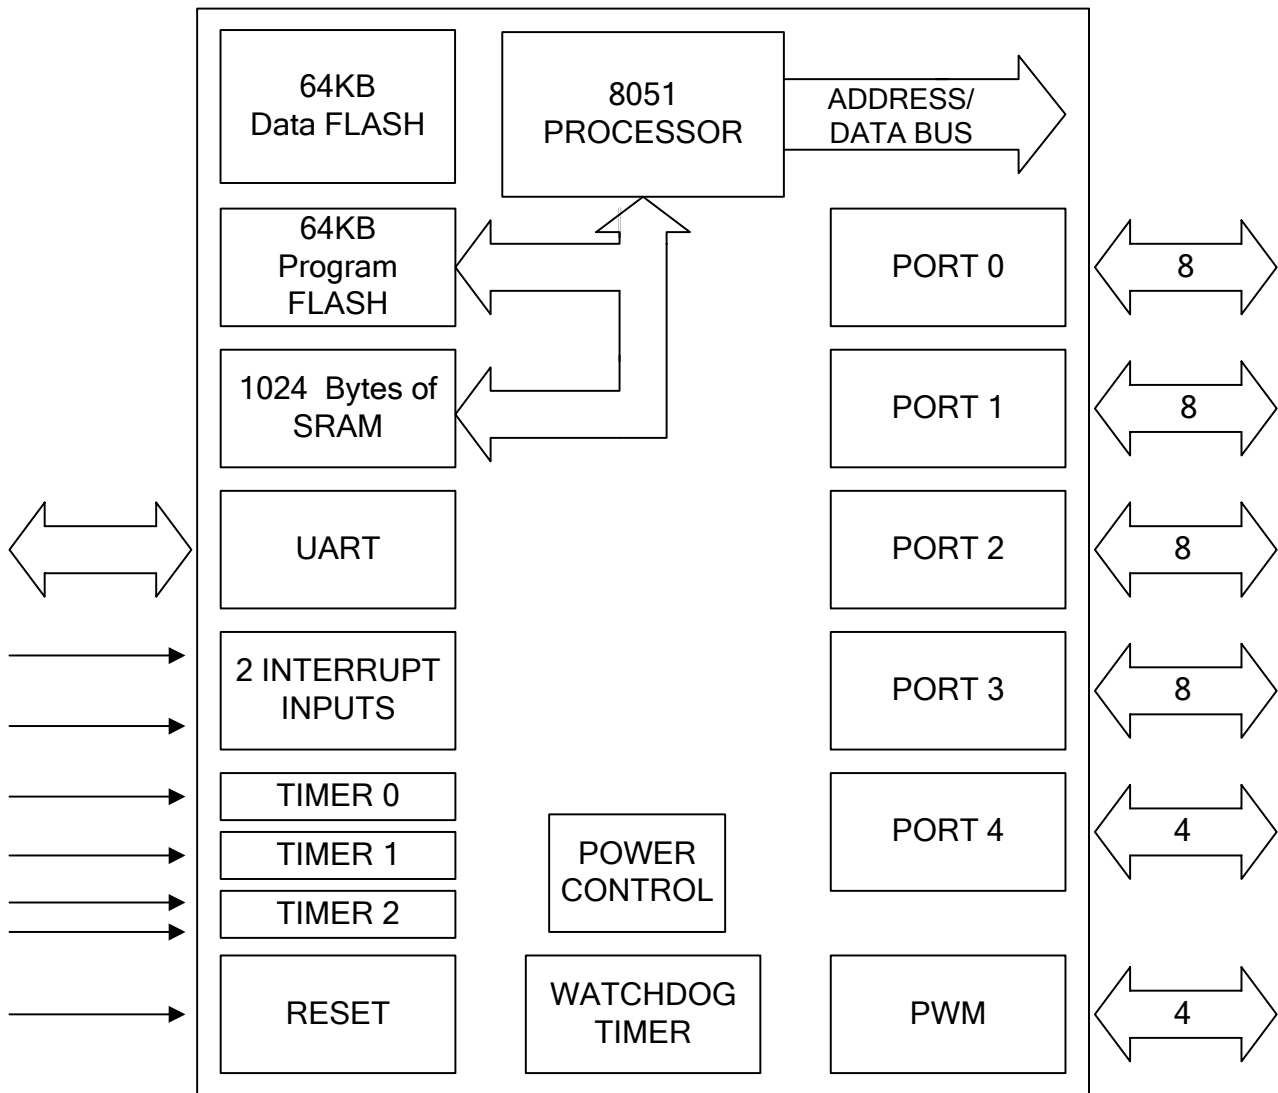 64KB
Data FLASH
8051
PROCESSOR
ADDRESS/
DATA BUS
64KB
Program
FLASH
PORT 0
8
1024 Bytes of
SRAM
PORT 1
8
UART
PORT 2
8
2 INTERRUPT
INPUTS
PORT 3
8
TIMER 0
TIMER 1
TIMER 2
POWER
CONTROL
PORT 4
4
RESET
WATCHDOG
TIMER
PWM
4